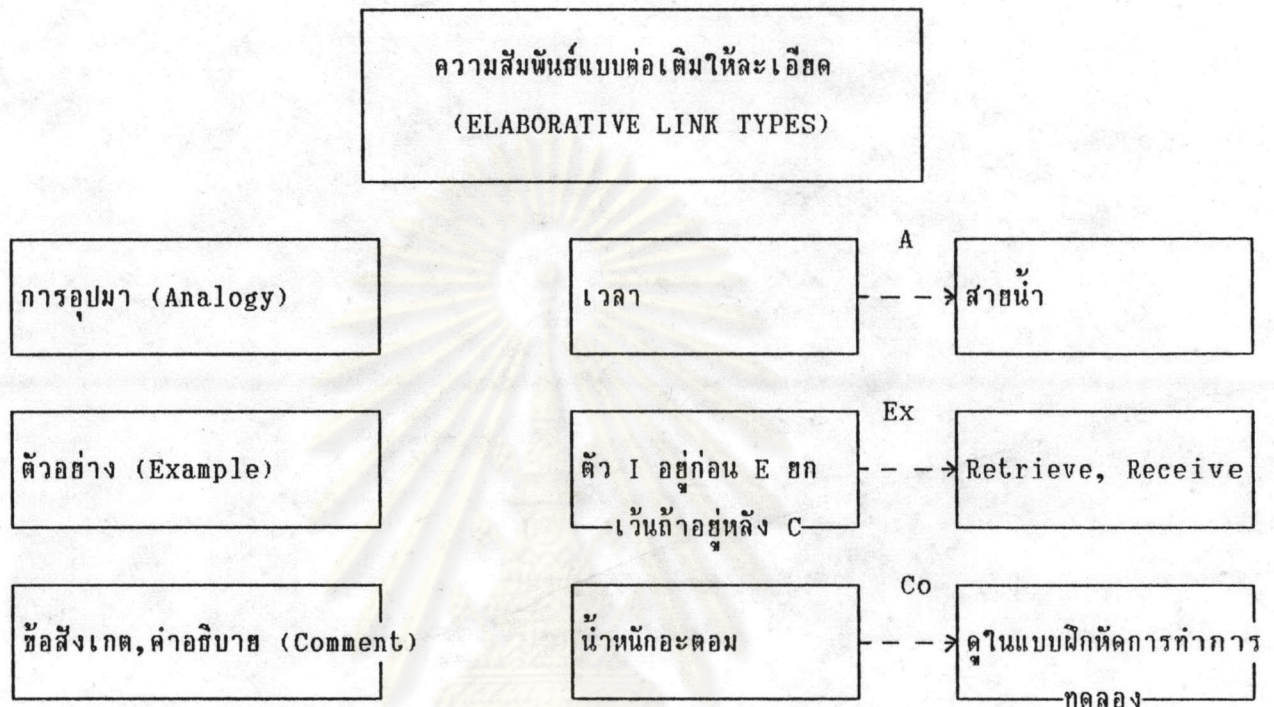 ความสัมพันธ์แบบต่อเติมให้ละเอียด
(ELABORATIVE LINK TYPES)
การอุปมา (Analogy)
เวลา
A
สายน้ำ
ตัวอย่าง (Example)
ตัว I อยู่ก่อน E ยก
เว้นถ้าอยู่หลัง C
Ex
Retrieve, Receive
ข้อสังเกต,คำอธิบาย (Comment)
น้ำหนักอะตอม
Co
ดูในแบบฝึกหัดการทำการ
ทดลอง